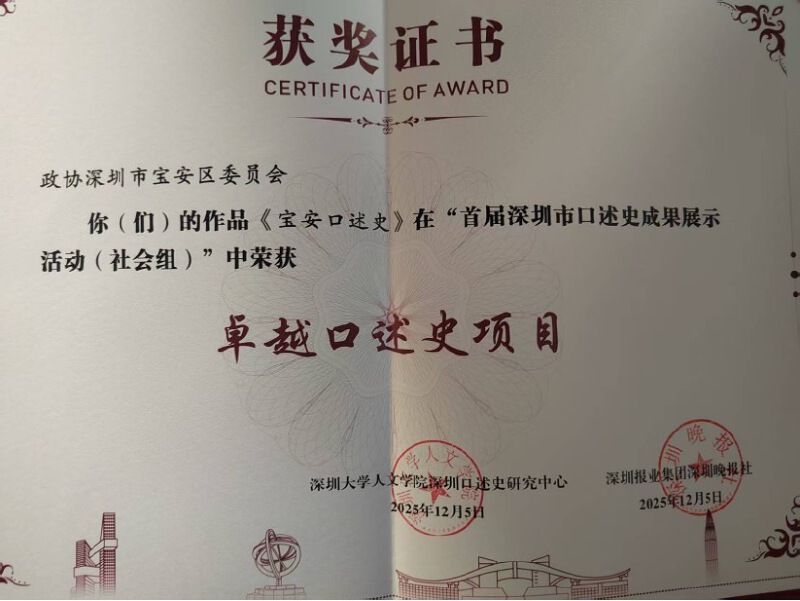 获奖证书
CERTIFICATE OF AWARD
政协深圳市宝安区委员会
你（们）的作品《宝安口述史》在“首届深圳市口述史成果展示
活动（社会组）”中荣获
卓越口述史项目
深圳大学人文学院深圳口述史研究中心
2025年12月5日
深圳报业集团深圳晚报社
2025年12月5日